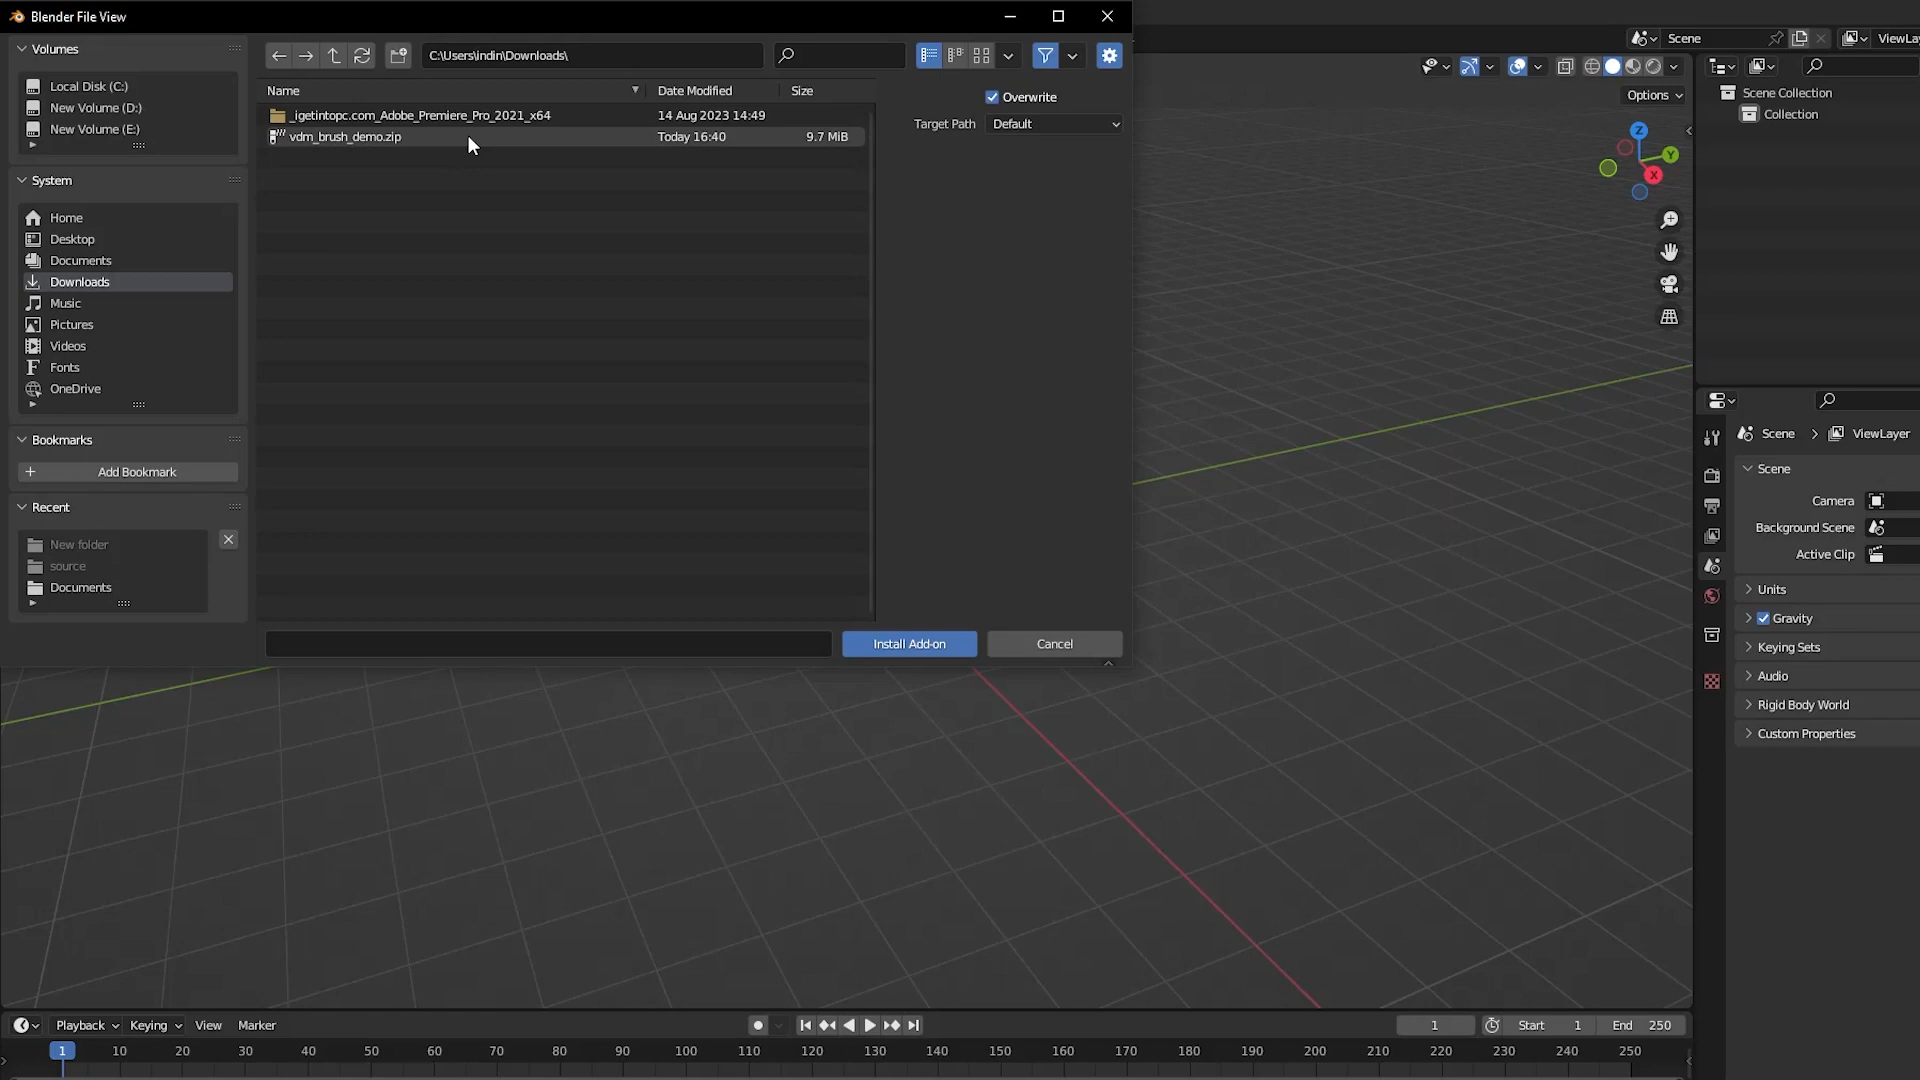 Blender File View
Volumes
Local Disk (C:)
New Volume (D:)
New Volume (E:)
System
Home
Desktop
Documents
Downloads
Music
Pictures
Videos
Fonts
OneDrive
Bookmarks
Add Bookmark
Recent
New folder
source
Documents
C:\Users\indin\Downloads\
Name Date Modified Size
_igetintopc.com_Adobe_Premiere_Pro_2021_x64 14 Aug 2023 14:49
vdm_brush_demo.zip Today 16:40 9.7 MiB
Overwrite
Target Path Default
Install Add-on Cancel
Scene ViewLay
Options
Z
Y
X
Scene Collection
Collection
Scene > ViewLayer
Scene
Camera
Background Scene
Active Clip
Units
Gravity
Keying Sets
Audio
Rigid Body World
Custom Properties
Playback Keying View Marker
1 Start 1 End 250
1 10 20 30 40 50 60 70 80 90 100 110 120 130 140 150 160 170 180 190 200 210 220 230 240 250